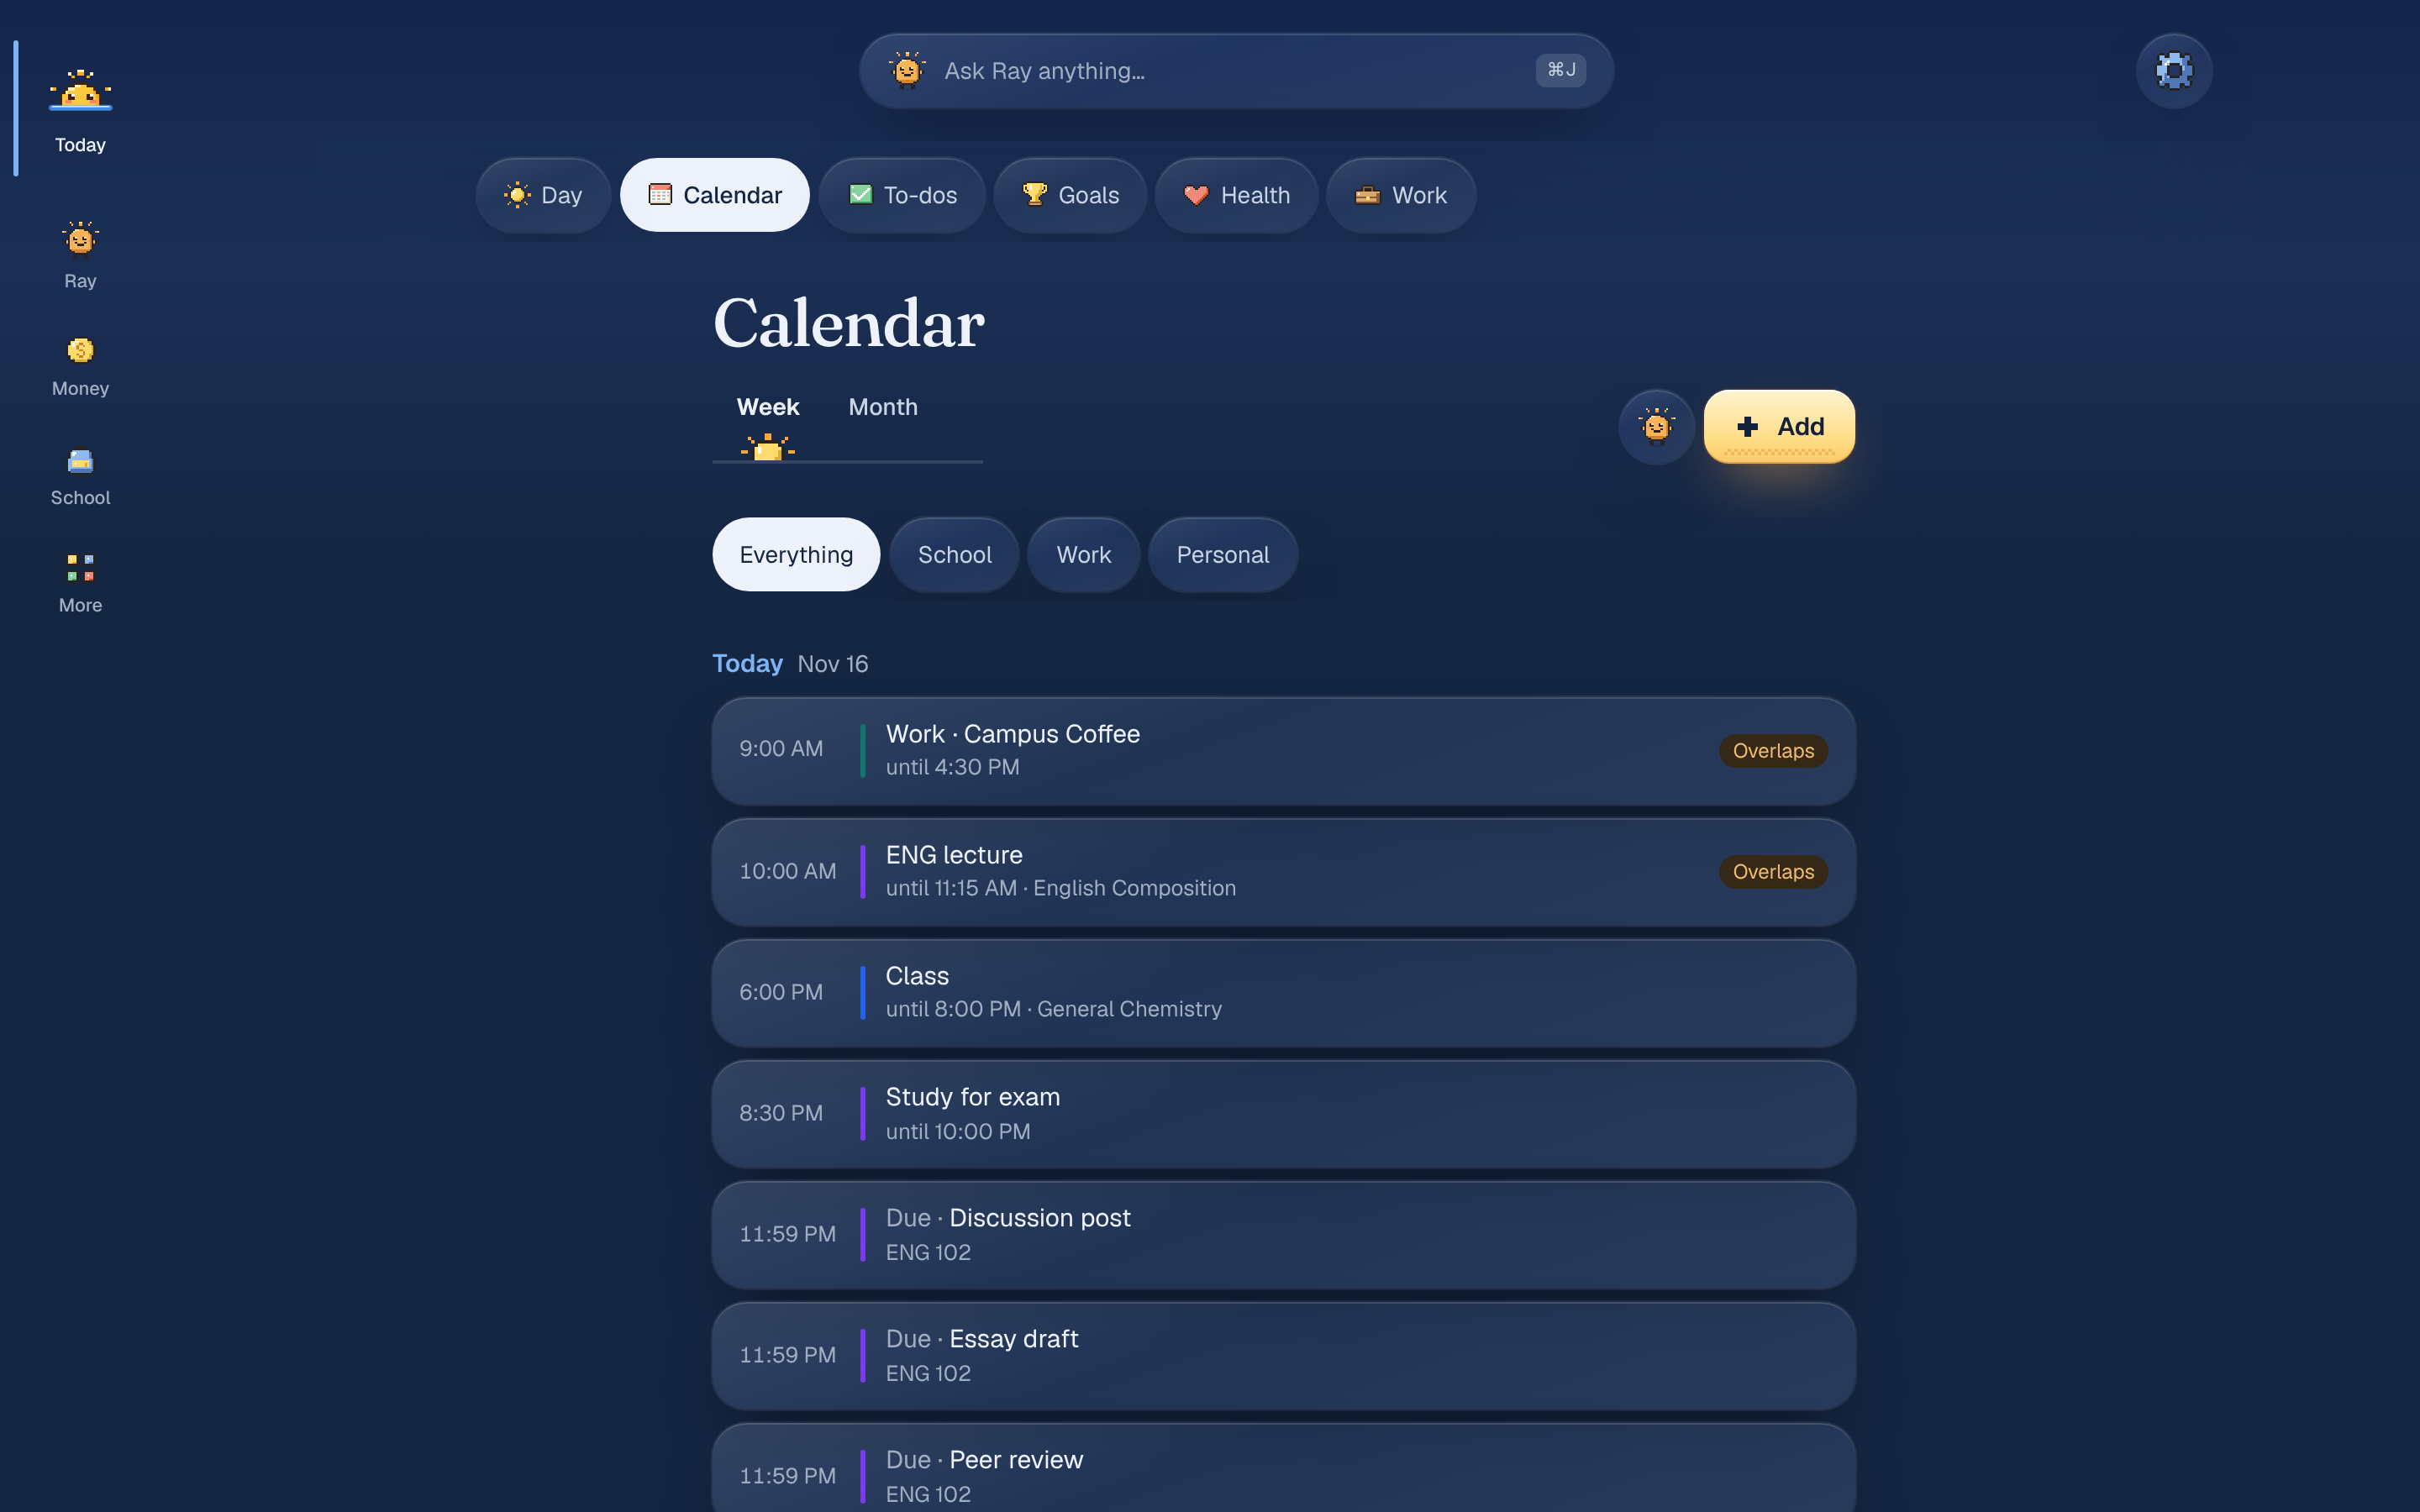 Ask Ray anything...
⌘J
Today
Ray
Money
School
More
Day
Calendar
To-dos
Goals
Health
Work
Calendar
Week
Month
Add
Everything
School
Work
Personal
Today Nov 16
9:00 AM
Work · Campus Coffee
until 4:30 PM
Overlaps
10:00 AM
ENG lecture
until 11:15 AM · English Composition
Overlaps
6:00 PM
Class
until 8:00 PM · General Chemistry
8:30 PM
Study for exam
until 10:00 PM
11:59 PM
Due · Discussion post
ENG 102
11:59 PM
Due · Essay draft
ENG 102
11:59 PM
Due · Peer review
ENG 102